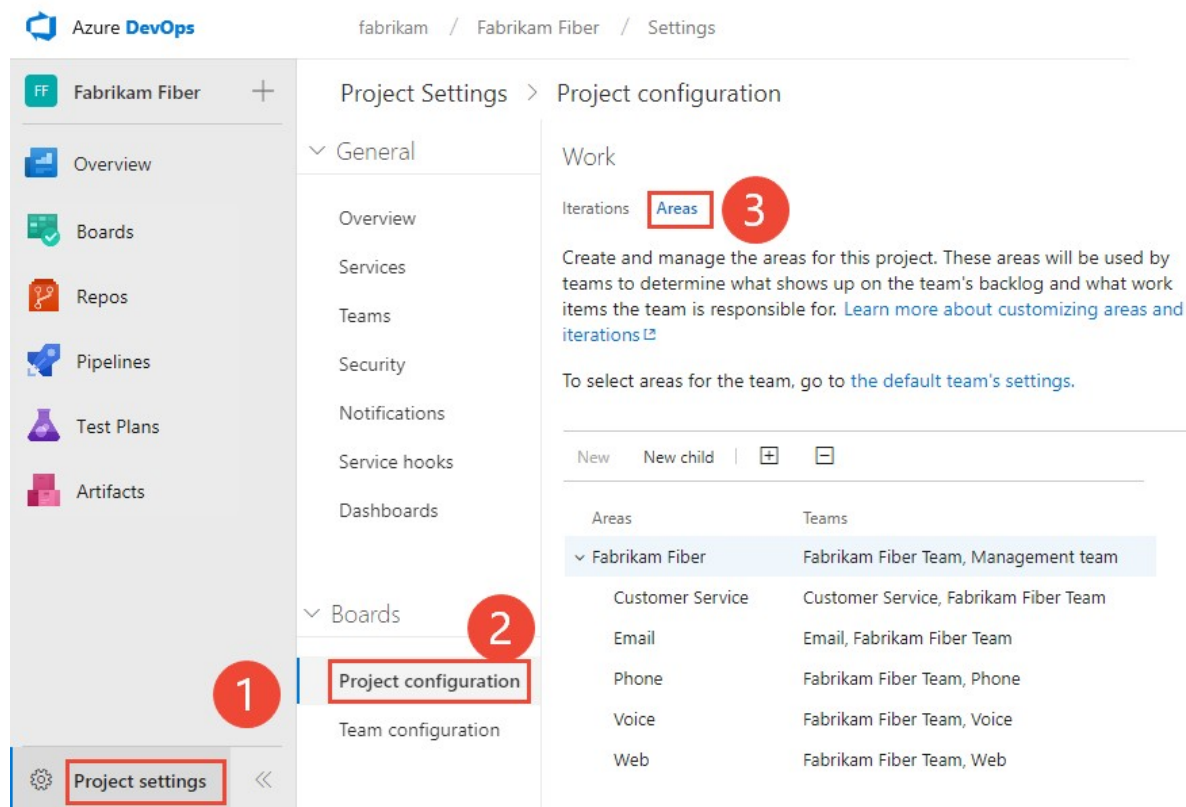 Azure DevOps
fabrikam / Fabrikam Fiber / Settings
FF Fabrikam Fiber
Overview
Boards
Repos
Pipelines
Test Plans
Artifacts
1
Project settings
Project Settings > Project configuration
General
Overview
Services
Teams
Security
Notifications
Service hooks
Dashboards
Boards
2
Project configuration
Team configuration
Work
Iterations Areas 3
Create and manage the areas for this project. These areas will be used by
teams to determine what shows up on the team's backlog and what work
items the team is responsible for. Learn more about customizing areas and
iterations
To select areas for the team, go to the default team's settings.
New New child
Areas Teams
Fabrikam Fiber Fabrikam Fiber Team, Management team
Customer Service Customer Service, Fabrikam Fiber Team
Email Email, Fabrikam Fiber Team
Phone Fabrikam Fiber Team, Phone
Voice Fabrikam Fiber Team, Voice
Web Fabrikam Fiber Team, Web